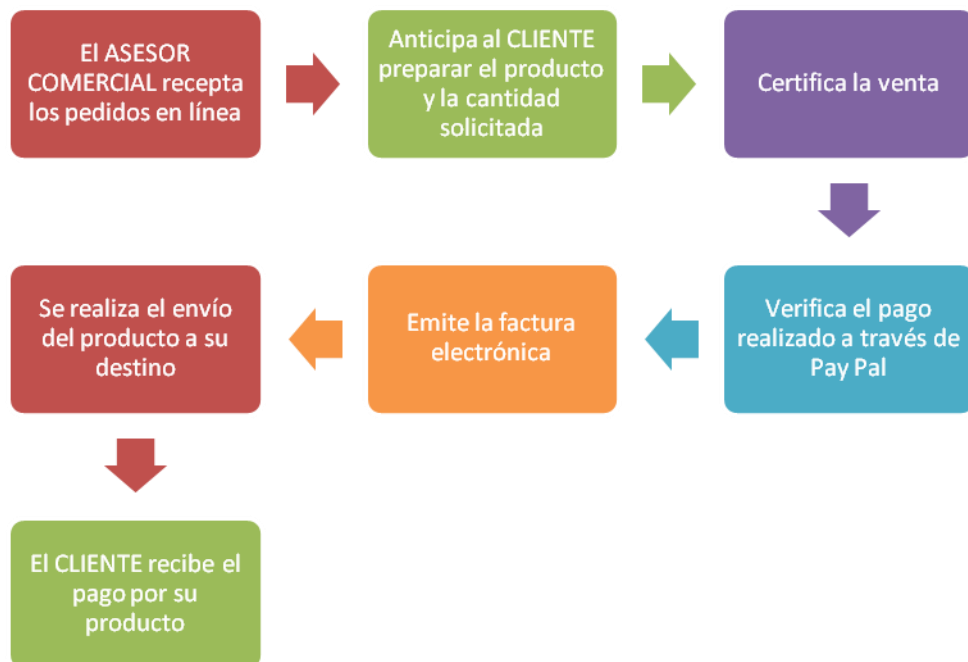 El ASESOR
COMERCIAL recepta
los pedidos en línea
Anticipa al CLIENTE
preparar el producto
y la cantidad
solicitada
Certifica la venta
Verifica el pago
realizado a través de
Pay Pal
Emite la factura
electrónica
Se realiza el envío
del producto a su
destino
El CLIENTE recibe el
pago por su
producto